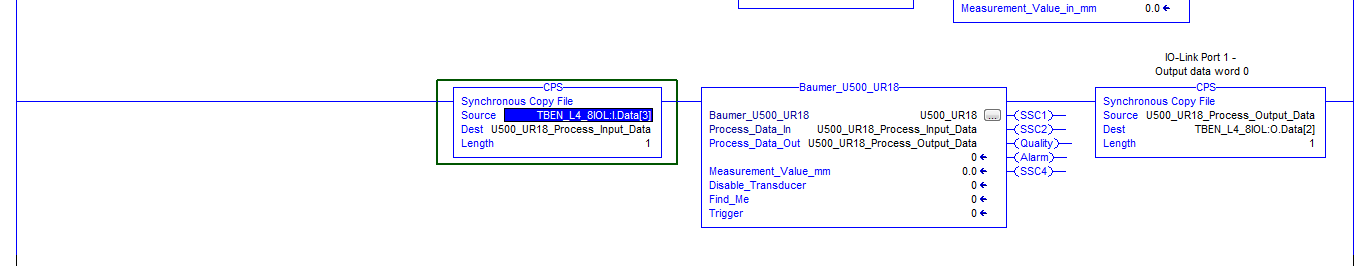 Measurement_Value_in_mm 0.0
IO-Link Port 1 -
Output data word 0
CPS
Synchronous Copy File
Source TBEN_L4_8IOL:I.Data[3]
Dest U500_UR18_Process_Input_Data
Length 1
Baumer_U500_UR18
Baumer_U500_UR18 U500_UR18 ...
Process_Data_In U500_UR18_Process_Input_Data
Process_Data_Out U500_UR18_Process_Output_Data
0
Measurement_Value_mm 0.0
Disable_Transducer 0
Find_Me 0
Trigger 0
(SSC1)
(SSC2)
(Quality)
(Alarm)
(SSC4)
CPS
Synchronous Copy File
Source U500_UR18_Process_Output_Data
Dest TBEN_L4_8IOL:O.Data[2]
Length 1